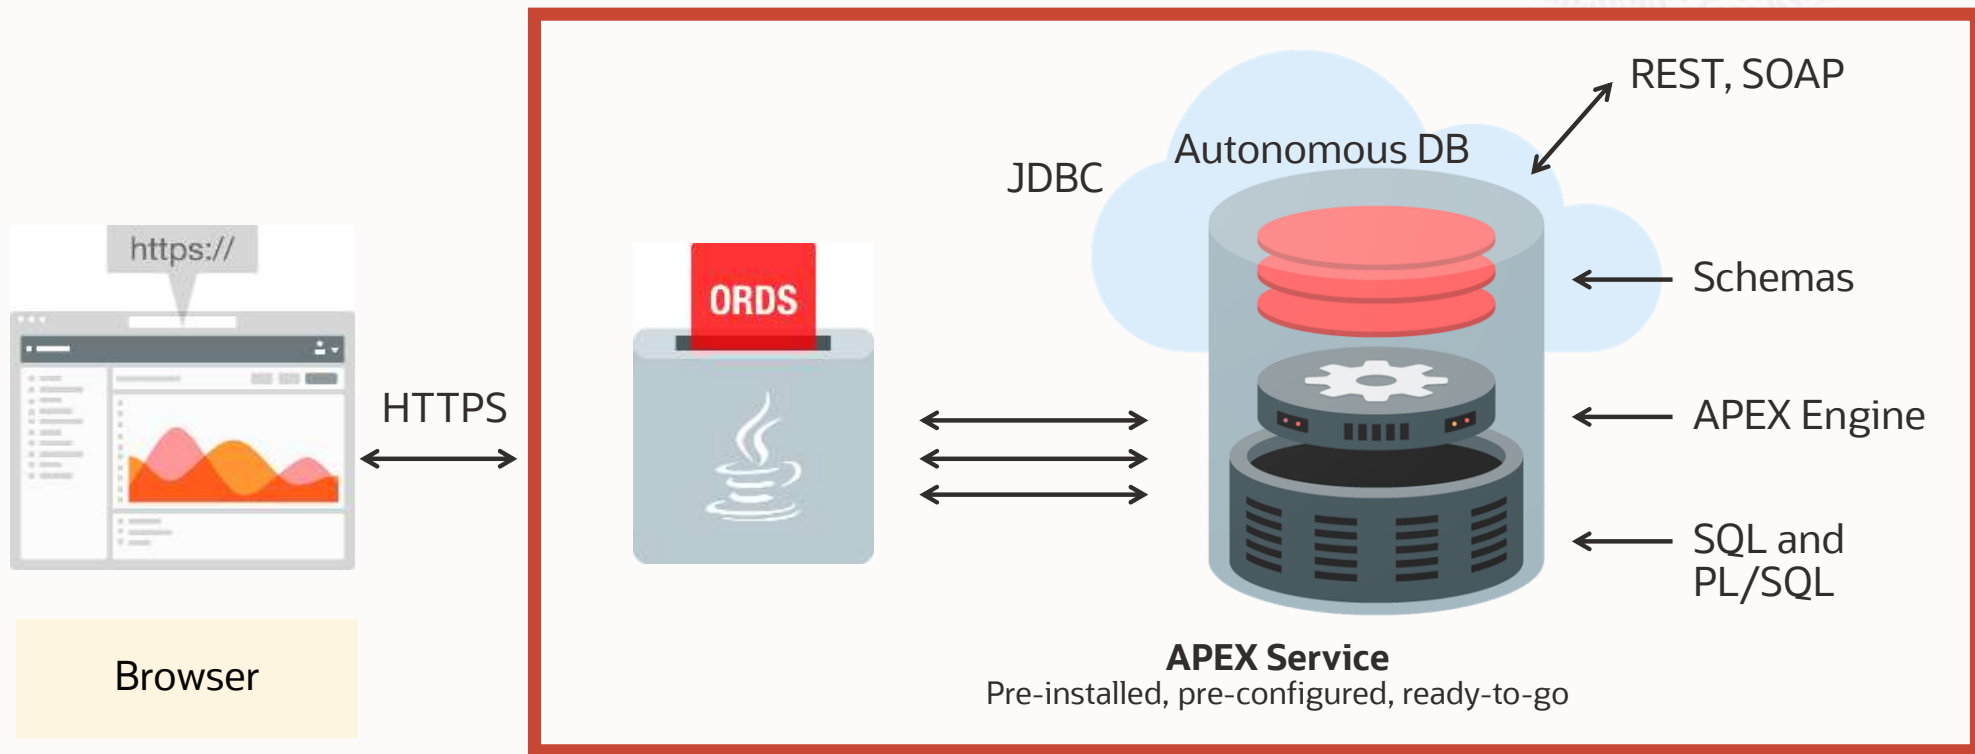 https://
Browser
HTTPS
ORDS
JDBC
Autonomous DB
REST, SOAP
Schemas
APEX Engine
SQL and
PL/SQL
APEX Service
Pre-installed, pre-configured, ready-to-go